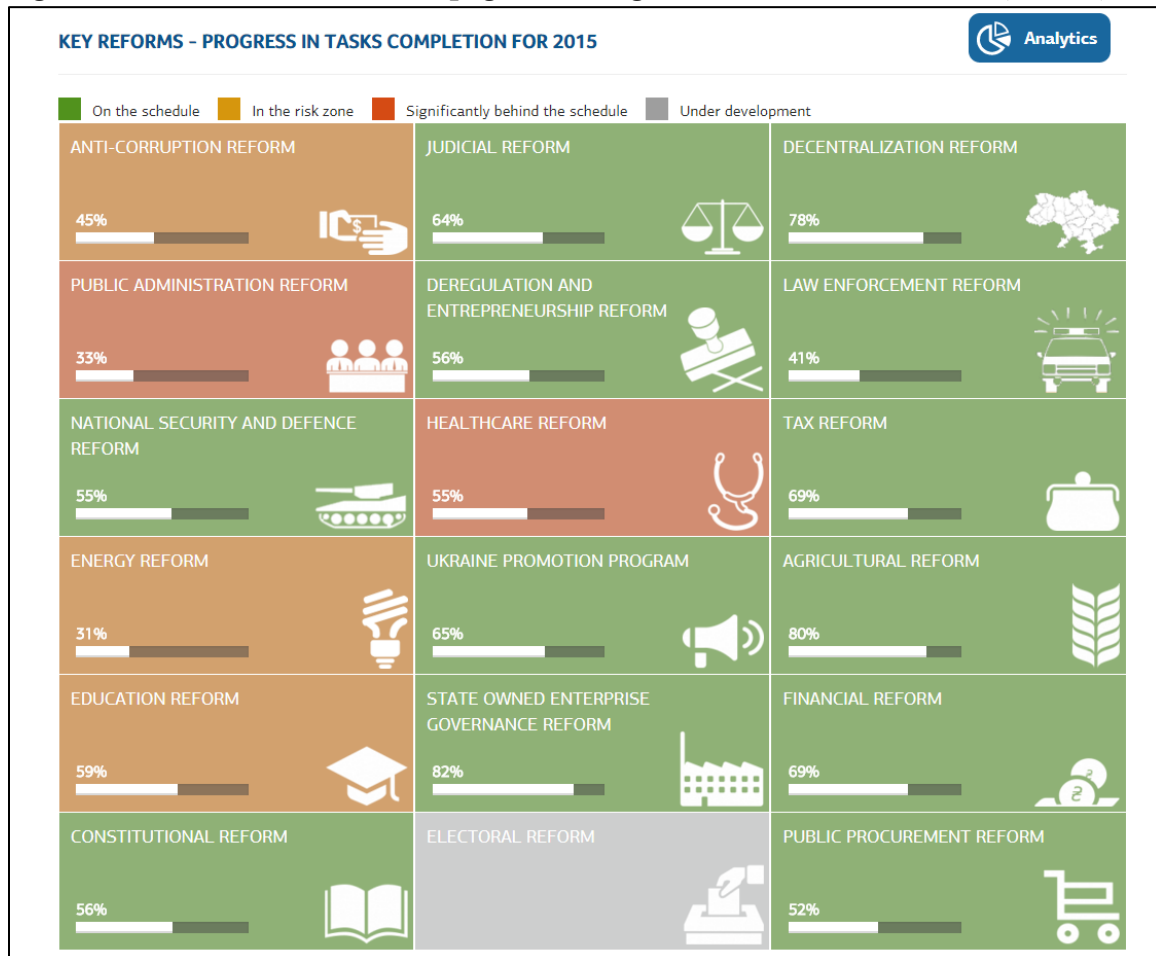 KEY REFORMS – PROGRESS IN TASKS COMPLETION FOR 2015
Analytics
On the schedule
In the risk zone
Significantly behind the schedule
Under development
ANTI-CORRUPTION REFORM
45%
$
JUDICIAL REFORM
64%
DECENTRALIZATION REFORM
78%
PUBLIC ADMINISTRATION REFORM
33%
DEREGULATION AND
ENTREPRENEURSHIP REFORM
56%
LAW ENFORCEMENT REFORM
41%
NATIONAL SECURITY AND DEFENCE
REFORM
55%
HEALTHCARE REFORM
55%
TAX REFORM
69%
ENERGY REFORM
31%
UKRAINE PROMOTION PROGRAM
65%
AGRICULTURAL REFORM
80%
EDUCATION REFORM
59%
STATE OWNED ENTERPRISE
GOVERNANCE REFORM
82%
FINANCIAL REFORM
69%
₴
₴
CONSTITUTIONAL REFORM
56%
ELECTORAL REFORM
PUBLIC PROCUREMENT REFORM
52%